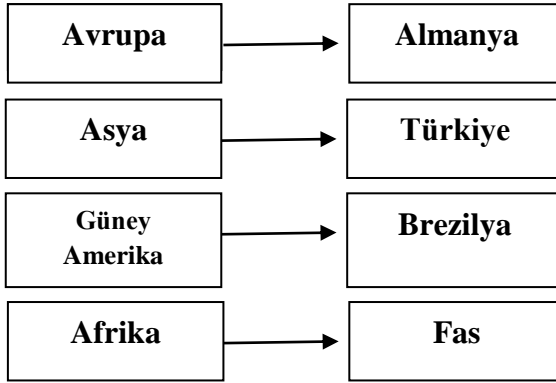 Avrupa
Almanya
Asya
Türkiye
Güney
Amerika
Brezilya
Afrika
Fas